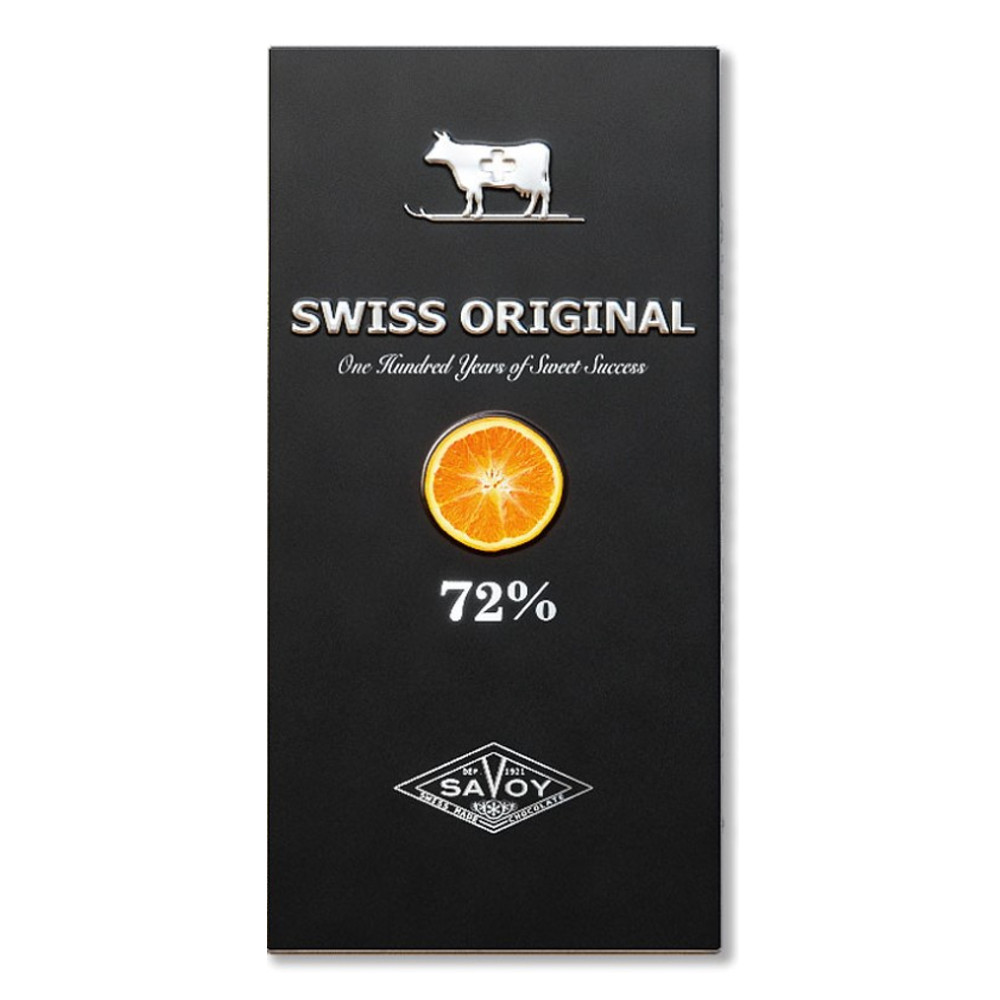 SWISS ORIGINAL
One Hundred Years of Sweet Success
72%
DEP. 1921
SAVOY
SWISS MADE CHOCOLATE